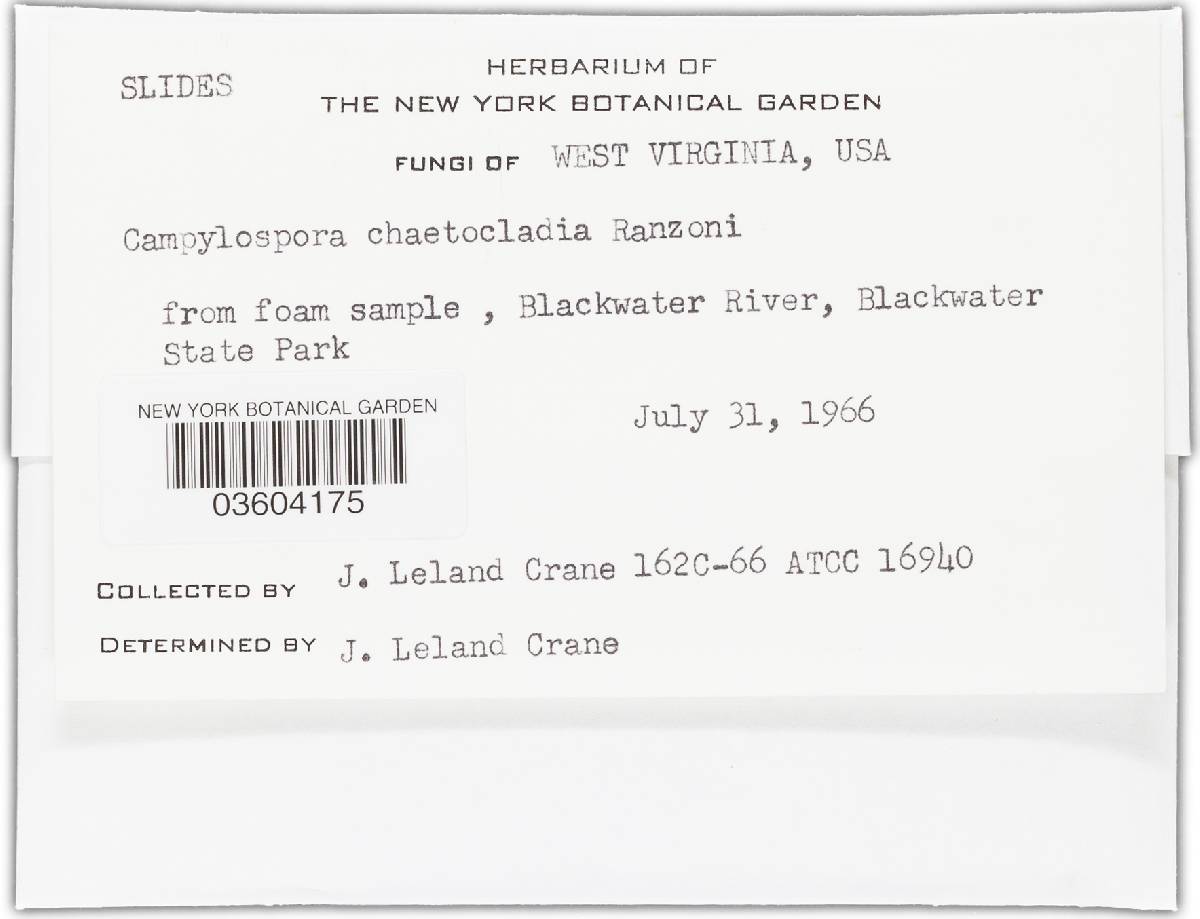 SLIDES
HERBARIUM OF
THE NEW YORK BOTANICAL GARDEN
FUNGI OF WEST VIRGINIA, USA
Campylospora chaetocladia Ranzoni
from foam sample , Blackwater River, Blackwater
State Park
NEW YORK BOTANICAL GARDEN
03604175
July 31, 1966
COLLECTED BY J. Leland Crane 162C-66 ATCC 16940
DETERMINED BY J. Leland Crane